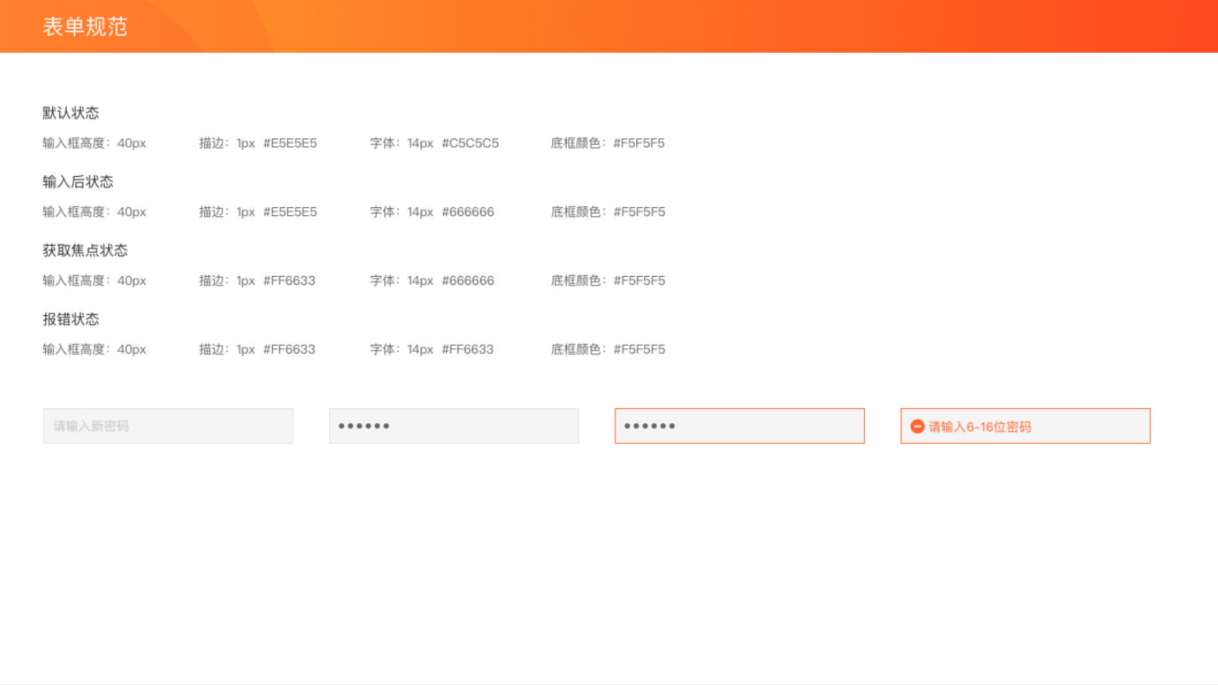 表单规范
默认状态
输入框高度：40px 描边：1px #E5E5E5 字体：14px #C5C5C5 底框颜色：#F5F5F5
输入后状态
输入框高度：40px 描边：1px #E5E5E5 字体：14px #666666 底框颜色：#F5F5F5
获取焦点状态
输入框高度：40px 描边：1px #FF6633 字体：14px #666666 底框颜色：#F5F5F5
报错状态
输入框高度：40px 描边：1px #FF6633 字体：14px #FF6633 底框颜色：#F5F5F5
请输入新密码 •••••• •••••• 请输入6-16位密码